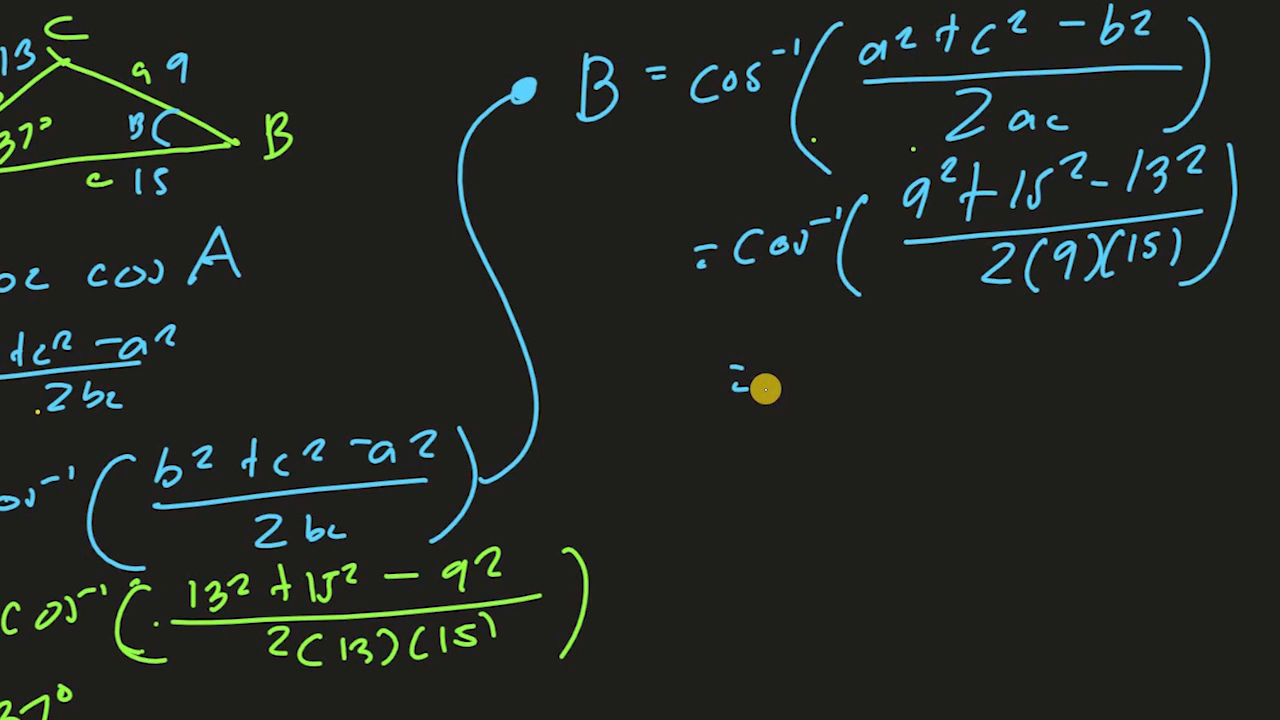 C
13 a 9
37° B B
c 15
bc cos A
+c² -a²
2bc
cos⁻¹ ( b² + c² - a² / 2bc )
cos⁻¹ ( 13² + 15² - 9² / 2(13)(15) )
37°
B = cos⁻¹ ( a² + c² - b² / 2ac )
= cos⁻¹ ( 9² + 15² - 13² / 2(9)(15) )
=